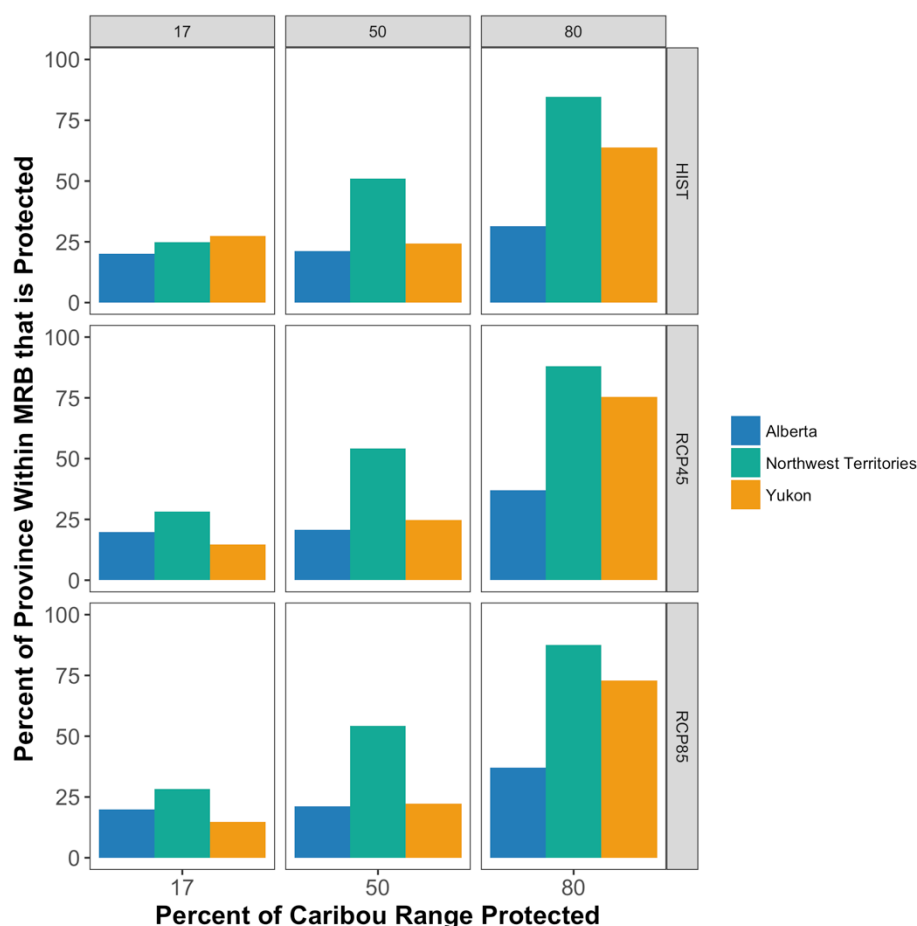 17 50 80
Percent of Province Within MRB that is Protected
100
75
50
25
0
HIST
100
75
50
25
0
RCP45
100
75
50
25
0
RCP85
17 50 80
Percent of Caribou Range Protected
Alberta
Northwest Territories
Yukon